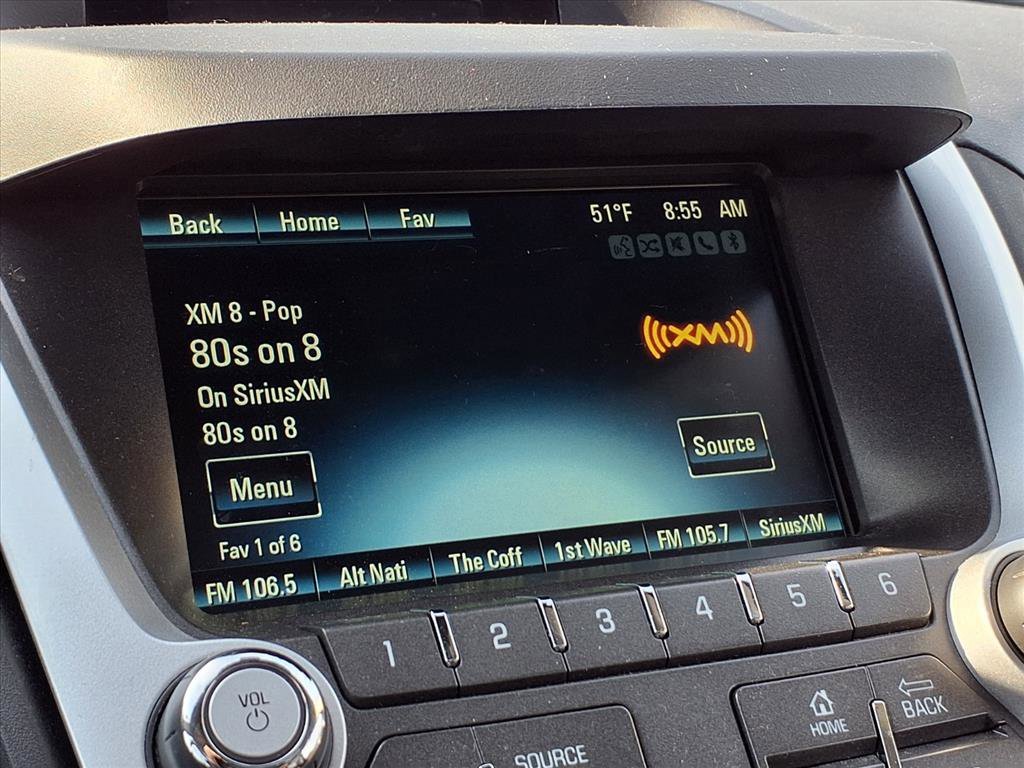 Back Home Fav 51°F 8:55 AM
XM 8 - Pop
80s on 8
XM
On SiriusXM
80s on 8
Menu
Source
Fav 1 of 6
FM 106.5 Alt Nati The Coff 1st Wave FM 105.7 SiriusXM
1 2 3 4 5 6
VOL
SOURCE
HOME
BACK